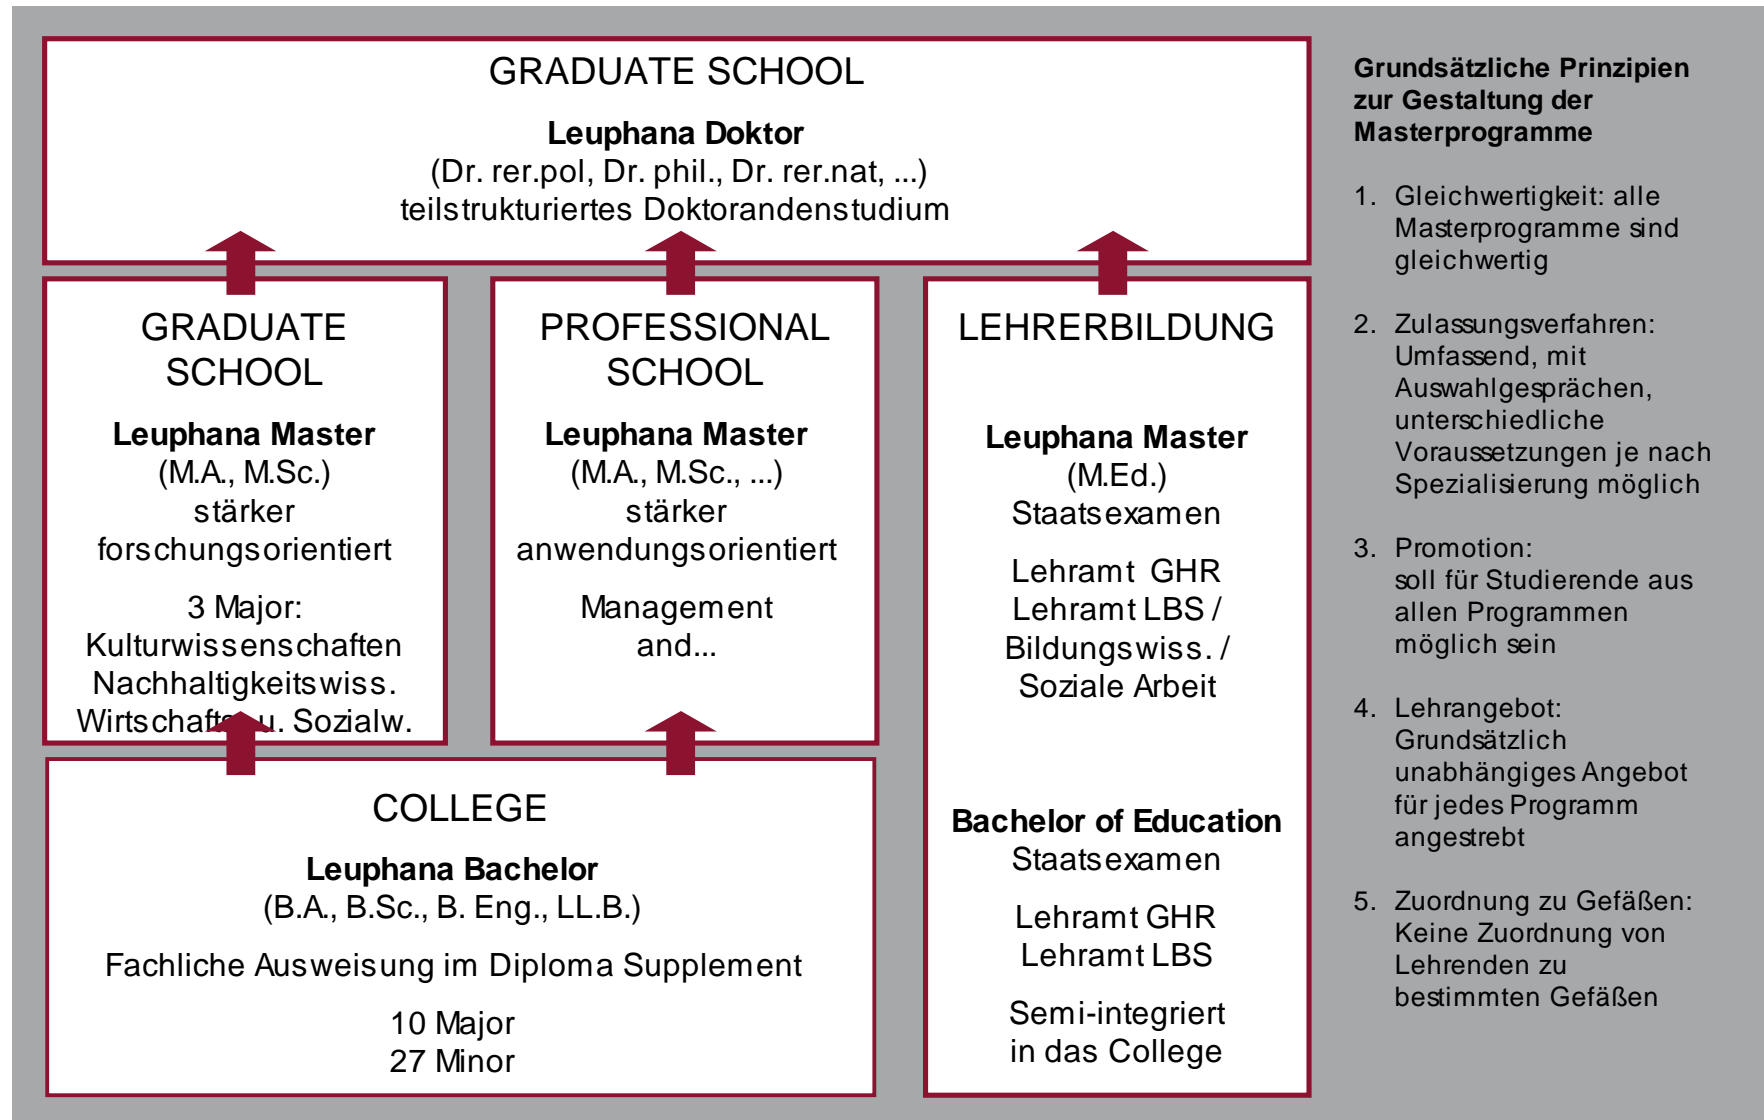 GRADUATE SCHOOL
Leuphana Doktor
(Dr. rer.pol, Dr. phil., Dr. rer.nat, ...)
teilstrukturiertes Doktorandenstudium
GRADUATE
SCHOOL
Leuphana Master
(M.A., M.Sc.)
stärker
forschungsorientiert
3 Major:
Kulturwissenschaften
Nachhaltigkeitswiss.
Wirtschafts- u. Sozialw.
PROFESSIONAL
SCHOOL
Leuphana Master
(M.A., M.Sc., ...)
stärker
anwendungsorientiert
Management
and...
LEHRERBILDUNG
Leuphana Master
(M.Ed.)
Staatsexamen
Lehramt GHR
Lehramt LBS /
Bildungswiss. /
Soziale Arbeit
Bachelor of Education
Staatsexamen
Lehramt GHR
Lehramt LBS
Semi-integriert
in das College
COLLEGE
Leuphana Bachelor
(B.A., B.Sc., B. Eng., LL.B.)
Fachliche Ausweisung im Diploma Supplement
10 Major
27 Minor
Grundsätzliche Prinzipien
zur Gestaltung der
Masterprogramme
1. Gleichwertigkeit: alle
Masterprogramme sind
gleichwertig
2. Zulassungsverfahren:
Umfassend, mit
Auswahlgesprächen,
unterschiedliche
Voraussetzungen je nach
Spezialisierung möglich
3. Promotion:
soll für Studierende aus
allen Programmen
möglich sein
4. Lehrangebot:
Grundsätzlich
unabhängiges Angebot
für jedes Programm
angestrebt
5. Zuordnung zu Gefäßen:
Keine Zuordnung von
Lehrenden zu
bestimmten Gefäßen